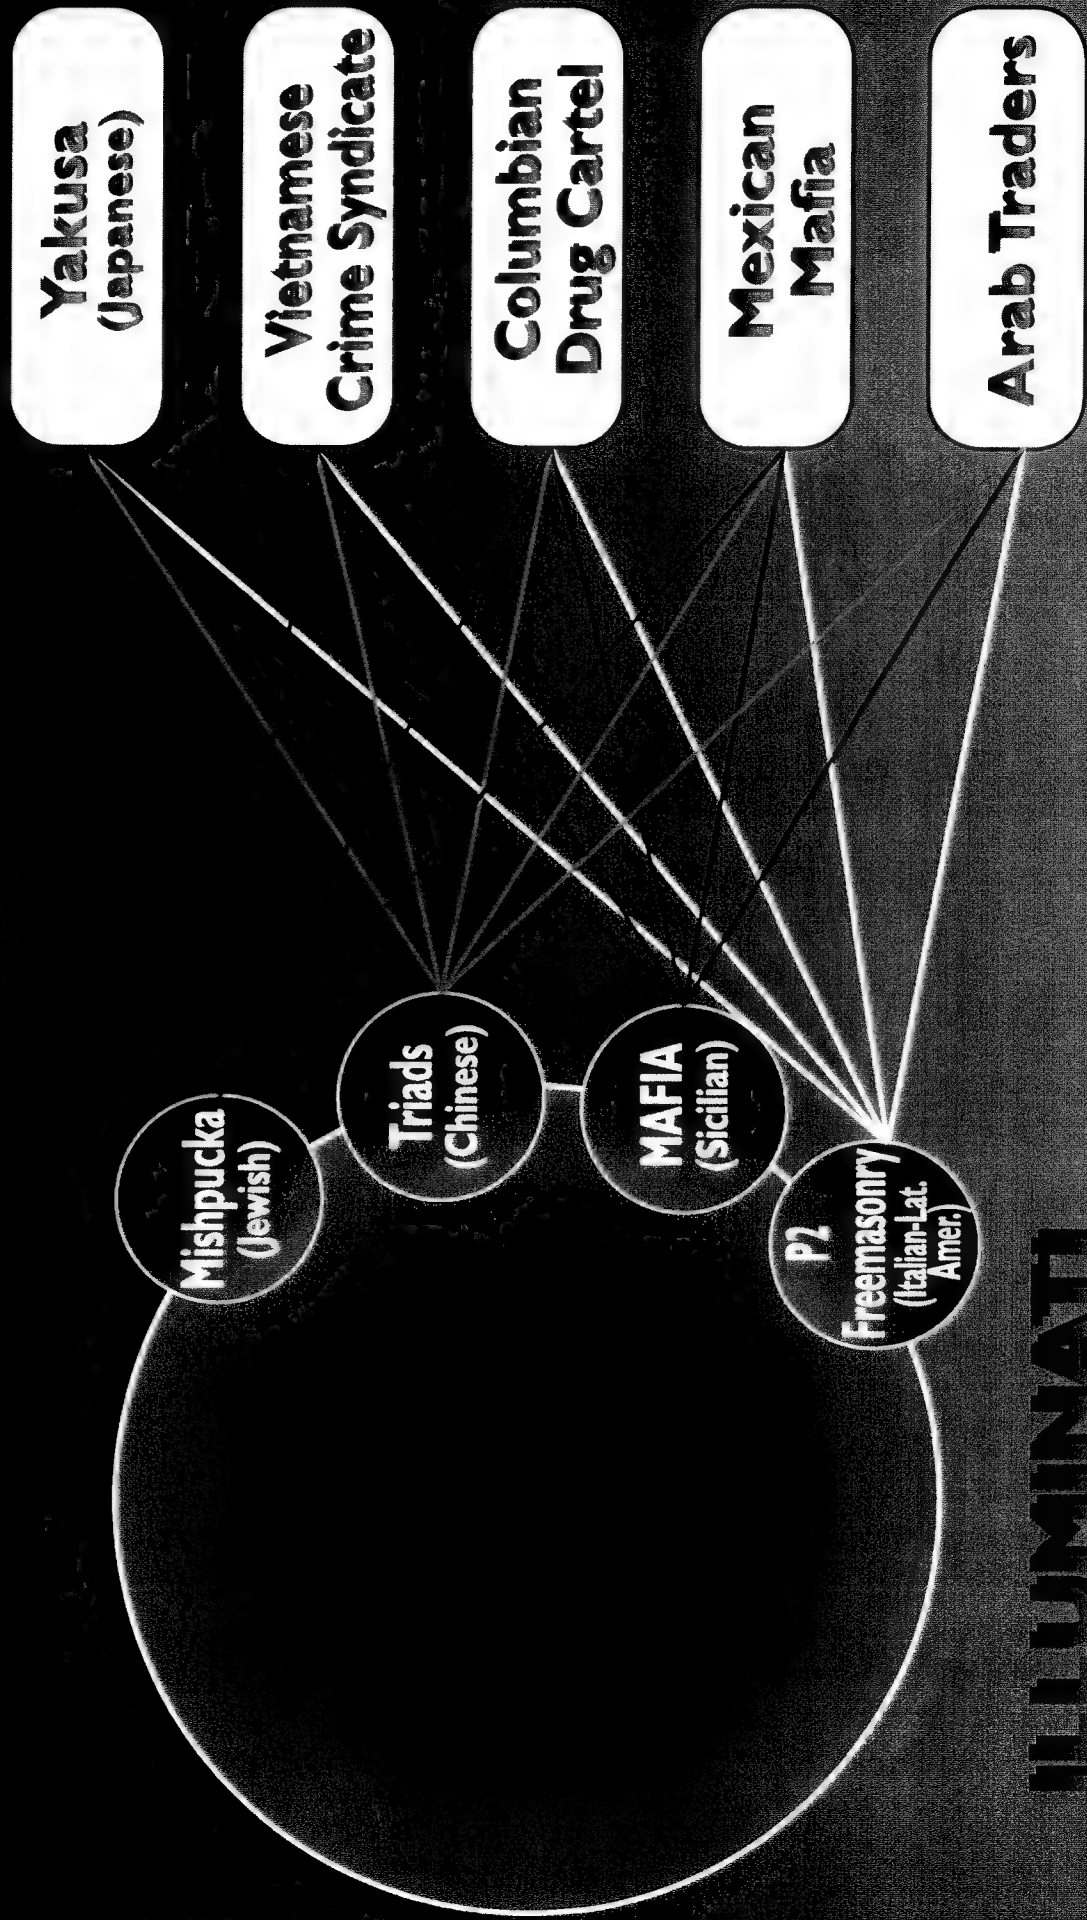 Yakusa
(Japanese)
Vietnamese
Crime Syndicate
Columbian
Drug Cartel
Mexican
Mafia
Arab Traders
Mishpucka
(Jewish)
Triads
(Chinese)
MAFIA
(Sicilian)
P2
Freemasonry
(Italian-Lat.
Amer.)
ILLUMINATI